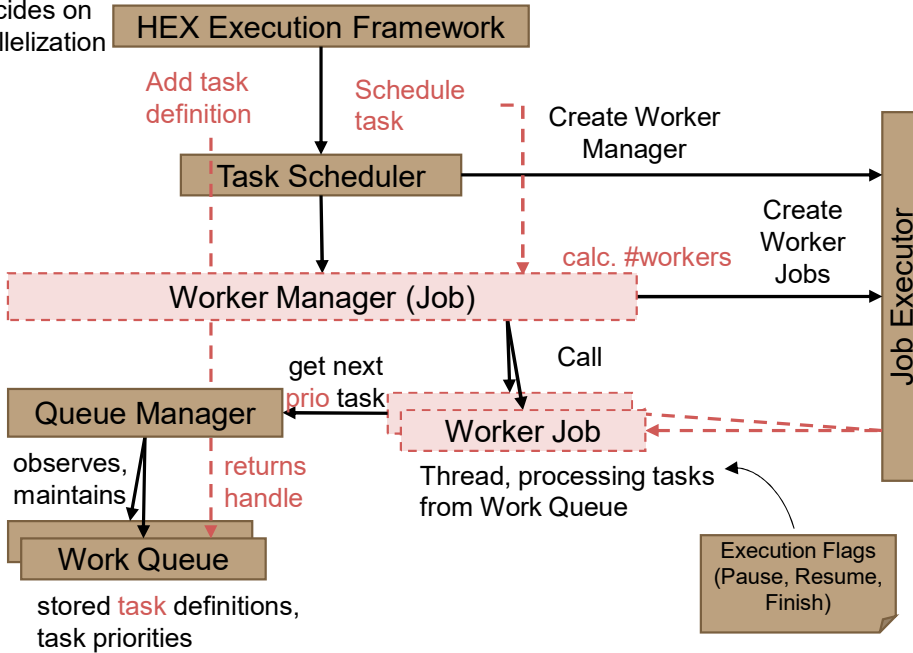 cides on
llelization
HEX Execution Framework
Add task
definition
Schedule
task
Create Worker
Manager
Task Scheduler
Create
Worker
Jobs
calc. #workers
Worker Manager (Job)
Job Executor
Call
get next
prio task
Queue Manager
Worker Job
observes,
maintains
returns
handle
Thread, processing tasks
from Work Queue
Work Queue
Execution Flags
(Pause, Resume,
Finish)
stored task definitions,
task priorities